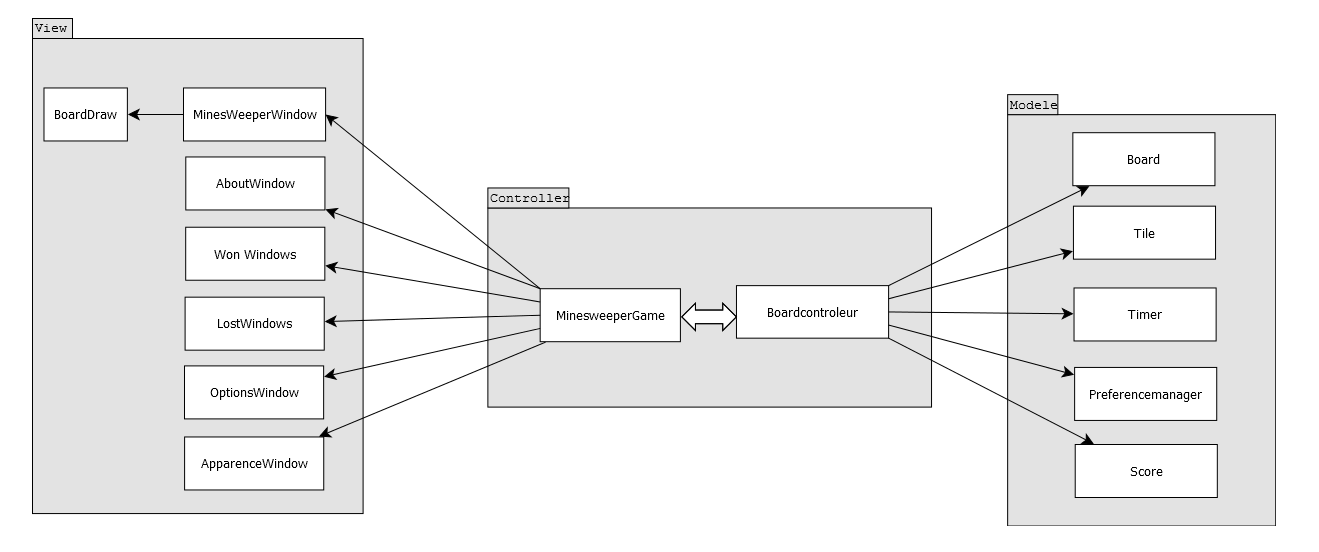 View
BoardDraw
MinesWeeperWindow
AboutWindow
Won Windows
LostWindows
OptionsWindow
ApparenceWindow
Controller
MinesweeperGame
Boardcontroleur
Modele
Board
Tile
Timer
Preferencemanager
Score